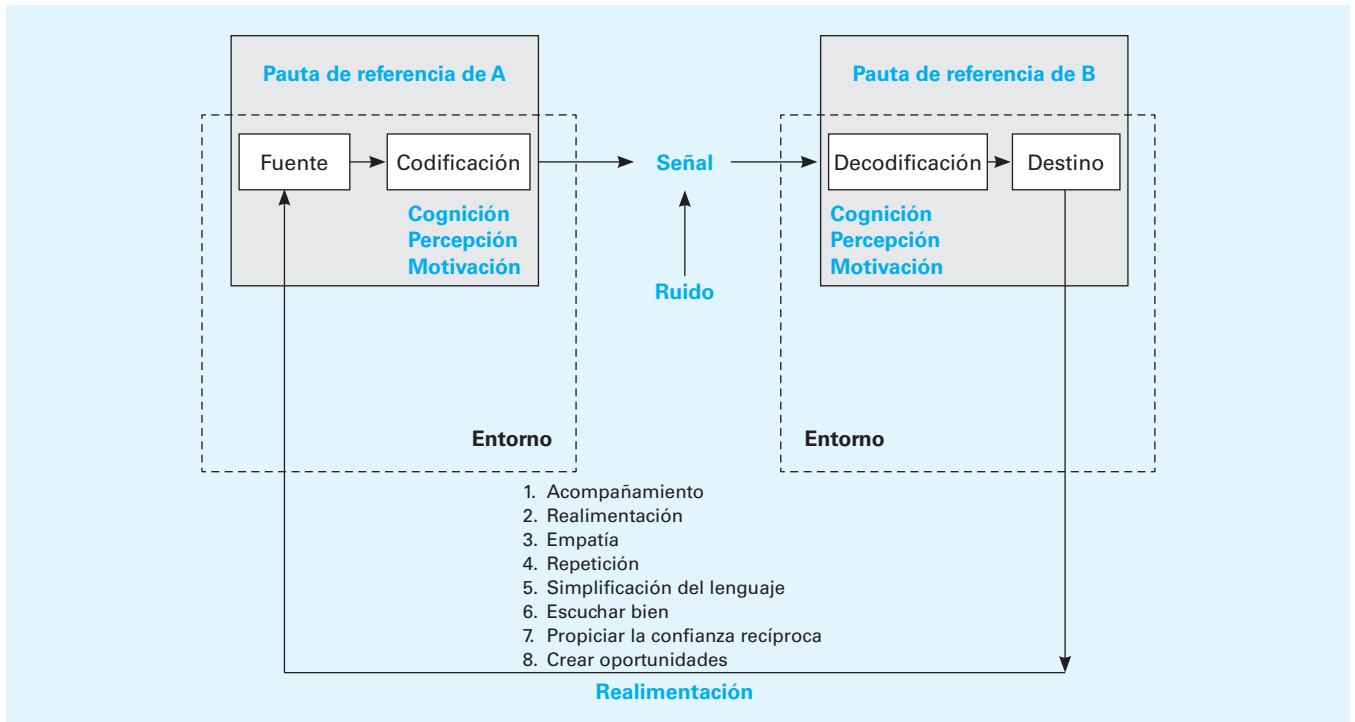 Pauta de referencia de A
Pauta de referencia de B
Fuente
Codificación
Señal
Decodificación
Destino
Cognición
Percepción
Motivación
Cognición
Percepción
Motivación
Ruido
Entorno
Entorno
1. Acompañamiento
2. Realimentación
3. Empatía
4. Repetición
5. Simplificación del lenguaje
6. Escuchar bien
7. Propiciar la confianza recíproca
8. Crear oportunidades
Realimentación